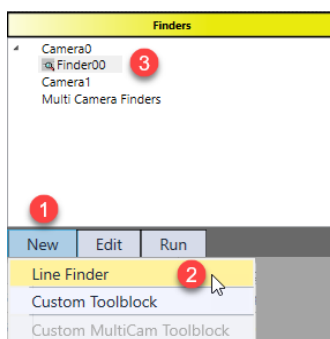 Finders
Camera0
Finder00 3
Camera1
Multi Camera Finders
1
New Edit Run
Line Finder 2
Custom Toolblock
Custom MultiCam Toolblock